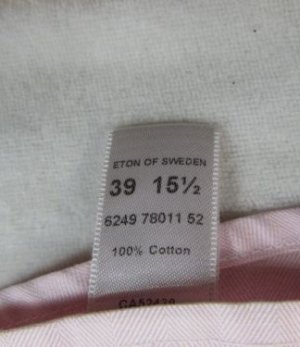 ETON OF SWEDEN
39 15½
6249 78011 52
100% Cotton